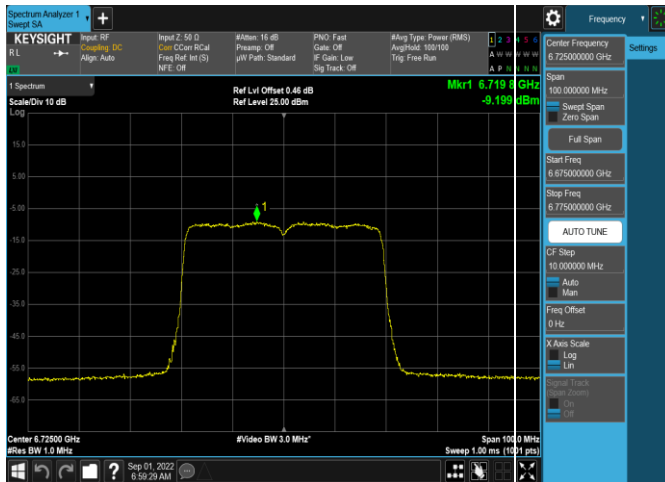 Spectrum Analyzer 1
Swept SA
+
Frequency
KEYSIGHT
RL
Input: RF
Coupling: DC
Align: Auto
Input Z: 50 Ω
Corr CCorr RCal
Freq Ref: Int (S)
NFE: Off
#Atten: 16 dB
Preamp: Off
µW Path: Standard
PNO: Fast
Gate: Off
IF Gain: Low
Sig Track: Off
#Avg Type: Power (RMS)
Avg|Hold: 100/100
Trig: Free Run
1 2 3 4 5 6
A W W W W W
A P N N N N
1 Spectrum
Scale/Div 10 dB
Log
Ref Lvl Offset 0.46 dB
Ref Level 25.00 dBm
Mkr1 6.719 8 GHz
-9.199 dBm
15.0
5.00
-5.00
-15.0
-25.0
-35.0
-45.0
-55.0
-65.0
1
Center 6.72500 GHz
#Res BW 1.0 MHz
#Video BW 3.0 MHz*
Span 100.0 MHz
Sweep 1.00 ms (1001 pts)
?
Sep 01, 2022
6:59:29 AM
Center Frequency
6.725000000 GHz
Settings
Span
100.000000 MHz
Swept Span
Zero Span
Full Span
Start Freq
6.675000000 GHz
Stop Freq
6.775000000 GHz
AUTO TUNE
CF Step
10.000000 MHz
Auto
Man
Freq Offset
0 Hz
X Axis Scale
Log
Lin
Signal Track
(Span Zoom)
On
Off